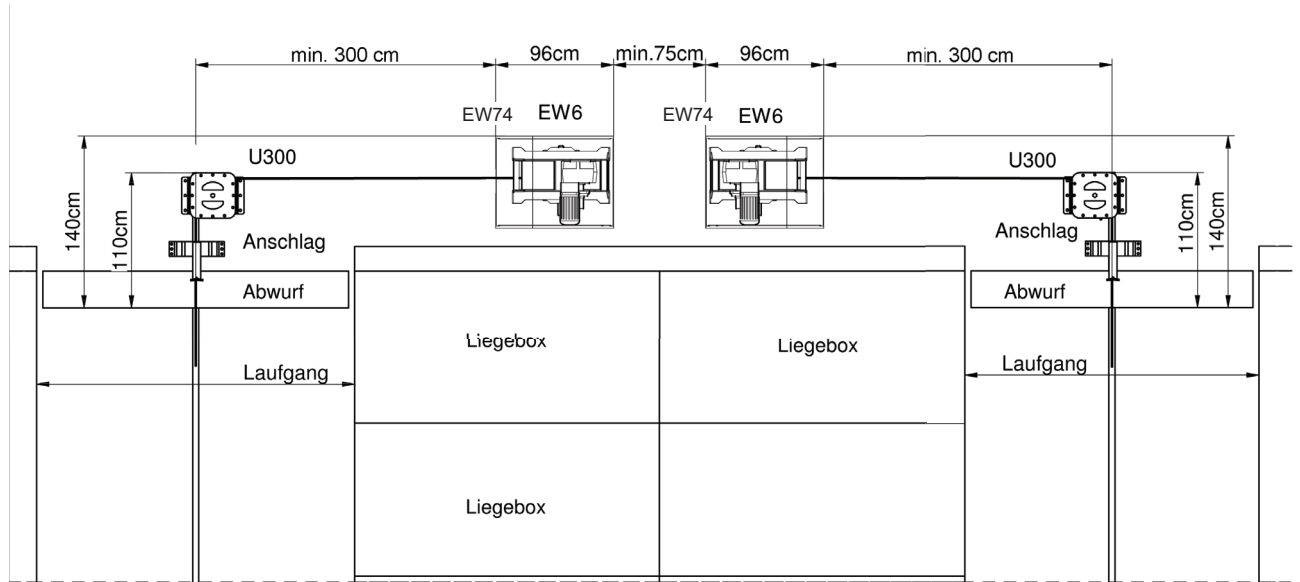 min. 300 cm 96cm min.75cm 96cm min. 300 cm
EW74 EW6 EW74 EW6
U300 U300
140cm 110cm Anschlag Anschlag 110cm 140cm
Abwurf Abwurf
Liegebox Liegebox
Laufgang Laufgang
Liegebox